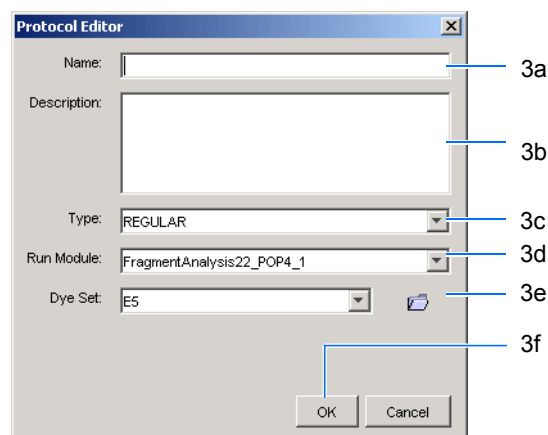 Protocol Editor
Name: 3a
Description: 3b
Type: REGULAR 3c
Run Module: FragmentAnalysis22_POP4_1 3d
Dye Set: E5 3e
3f
OK Cancel